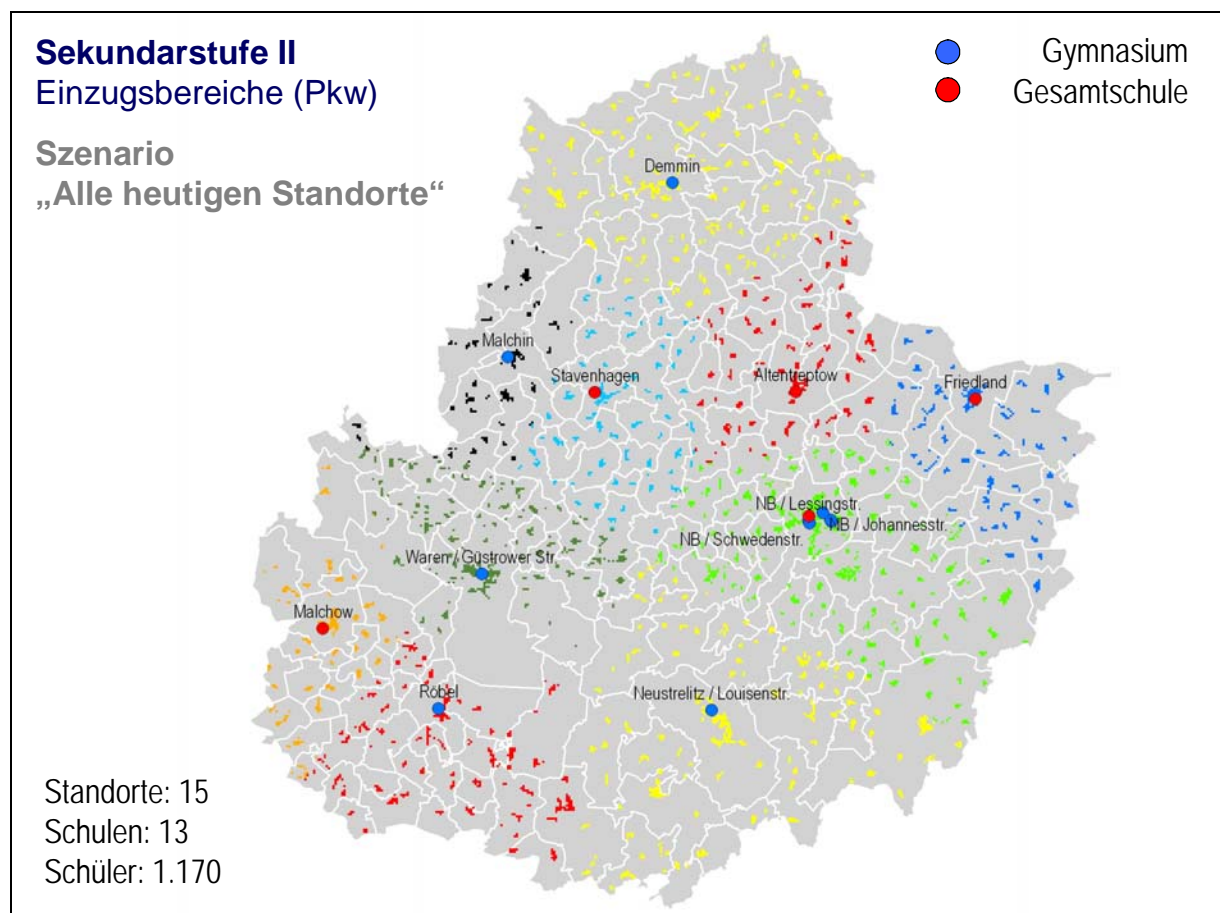 Sekundarstufe II
Einzugsbereiche (Pkw)
Szenario
„Alle heutigen Standorte“
Gymnasium
Gesamtschule
Demmin
Malchin
Stavenhagen
Altentreptow
Friedland
NB / Lessingstr.
NB / Johannesstr.
NB / Schwedenstr.
Waren / Güstrower Str.
Malchow
Röbel
Neustrelitz / Louisenstr.
Standorte: 15
Schulen: 13
Schüler: 1.170